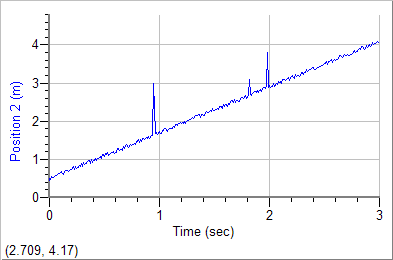 4
3
2
1
0
Position 2 (m)
0 1 2 3
Time (sec)
(2.709, 4.17)